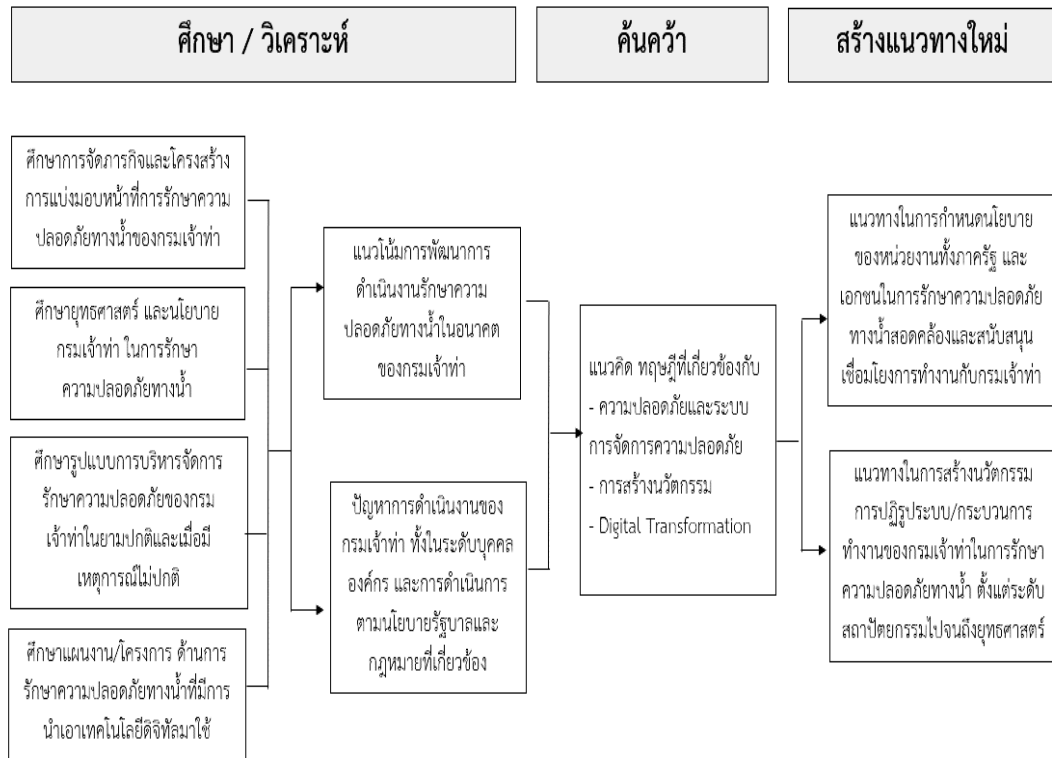 ศึกษา / วิเคราะห์
ค้นคว้า
สร้างแนวทางใหม่
ศึกษาการจัดภารกิจและโครงสร้าง
การแบ่งมอบหน้าที่การรักษาความ
ปลอดภัยทางน้ำของกรมเจ้าท่า
ศึกษายุทธศาสตร์ และนโยบาย
กรมเจ้าท่า ในการรักษา
ความปลอดภัยทางน้ำ
ศึกษารูปแบบการบริหารจัดการ
รักษาความปลอดภัยของกรม
เจ้าท่าในยามปกติและเมื่อมี
เหตุการณ์ไม่ปกติ
ศึกษาแผนงาน/โครงการ ด้านการ
รักษาความปลอดภัยทางน้ำที่มีการ
นำเอาเทคโนโลยีดิจิทัลมาใช้
แนวโน้มการพัฒนาการ
ดำเนินงานรักษาความ
ปลอดภัยทางน้ำในอนาคต
ของกรมเจ้าท่า
ปัญหาการดำเนินงานของ
กรมเจ้าท่า ทั้งในระดับบุคคล
องค์กร และการดำเนินการ
ตามนโยบายรัฐบาลและ
กฎหมายที่เกี่ยวข้อง
แนวคิด ทฤษฎีที่เกี่ยวข้องกับ
- ความปลอดภัยและระบบ
การจัดการความปลอดภัย
- การสร้างนวัตกรรม
- Digital Transformation
แนวทางในการกำหนดนโยบาย
ของหน่วยงานทั้งภาครัฐ และ
เอกชนในการรักษาความปลอดภัย
ทางน้ำสอดคล้องและสนับสนุน
เชื่อมโยงการทำงานกับกรมเจ้าท่า
แนวทางในการสร้างนวัตกรรม
การปฏิรูประบบ/กระบวนการ
ทำงานของกรมเจ้าท่าในการรักษา
ความปลอดภัยทางน้ำ ตั้งแต่ระดับ
สถาปัตยกรรมไปจนถึงยุทธศาสตร์